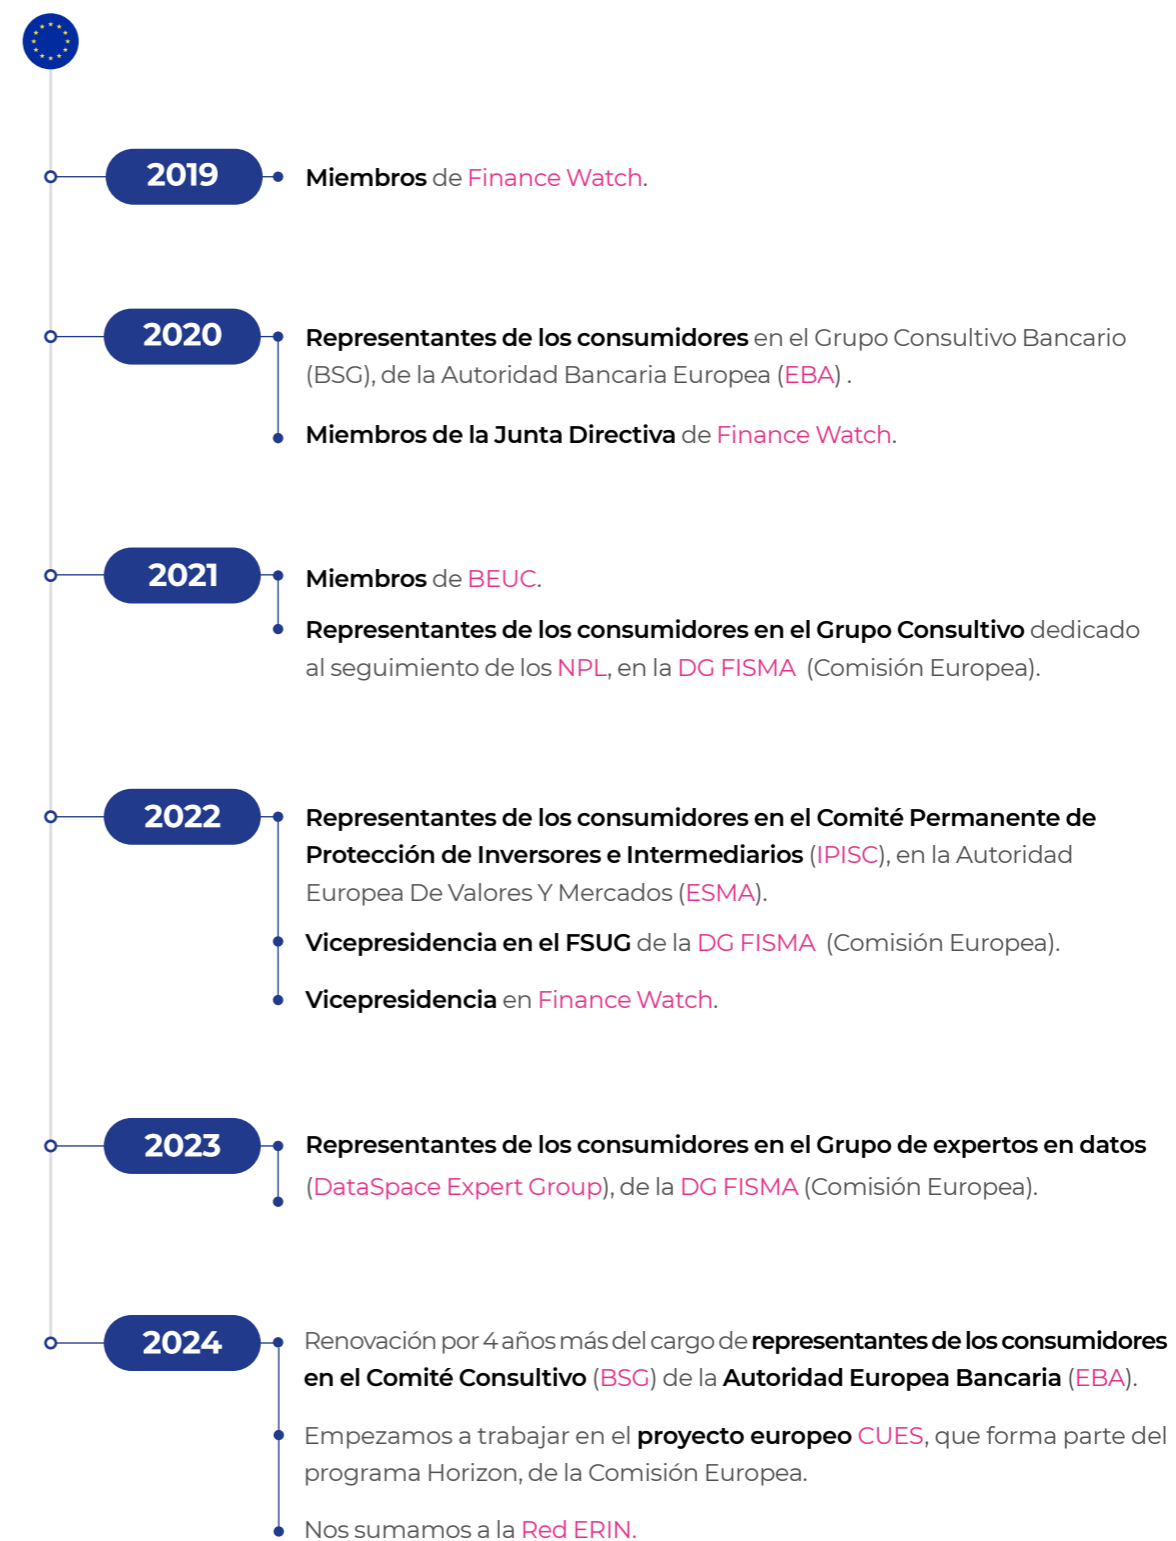 2019
Miembros de Finance Watch.
2020
Representantes de los consumidores en el Grupo Consultivo Bancario
(BSG), de la Autoridad Bancaria Europea (EBA) .
Miembros de la Junta Directiva de Finance Watch.
2021
Miembros de BEUC.
Representantes de los consumidores en el Grupo Consultivo dedicado
al seguimiento de los NPL, en la DG FISMA (Comisión Europea).
2022
Representantes de los consumidores en el Comité Permanente de
Protección de Inversores e Intermediarios (IPISC), en la Autoridad
Europea De Valores Y Mercados (ESMA).
Vicepresidencia en el FSUG de la DG FISMA (Comisión Europea).
Vicepresidencia en Finance Watch.
2023
Representantes de los consumidores en el Grupo de expertos en datos
(DataSpace Expert Group), de la DG FISMA (Comisión Europea).
2024
Renovación por 4 años más del cargo de representantes de los consumidores
en el Comité Consultivo (BSG) de la Autoridad Europea Bancaria (EBA).
Empezamos a trabajar en el proyecto europeo CUES, que forma parte del
programa Horizon, de la Comisión Europea.
Nos sumamos a la Red ERIN.